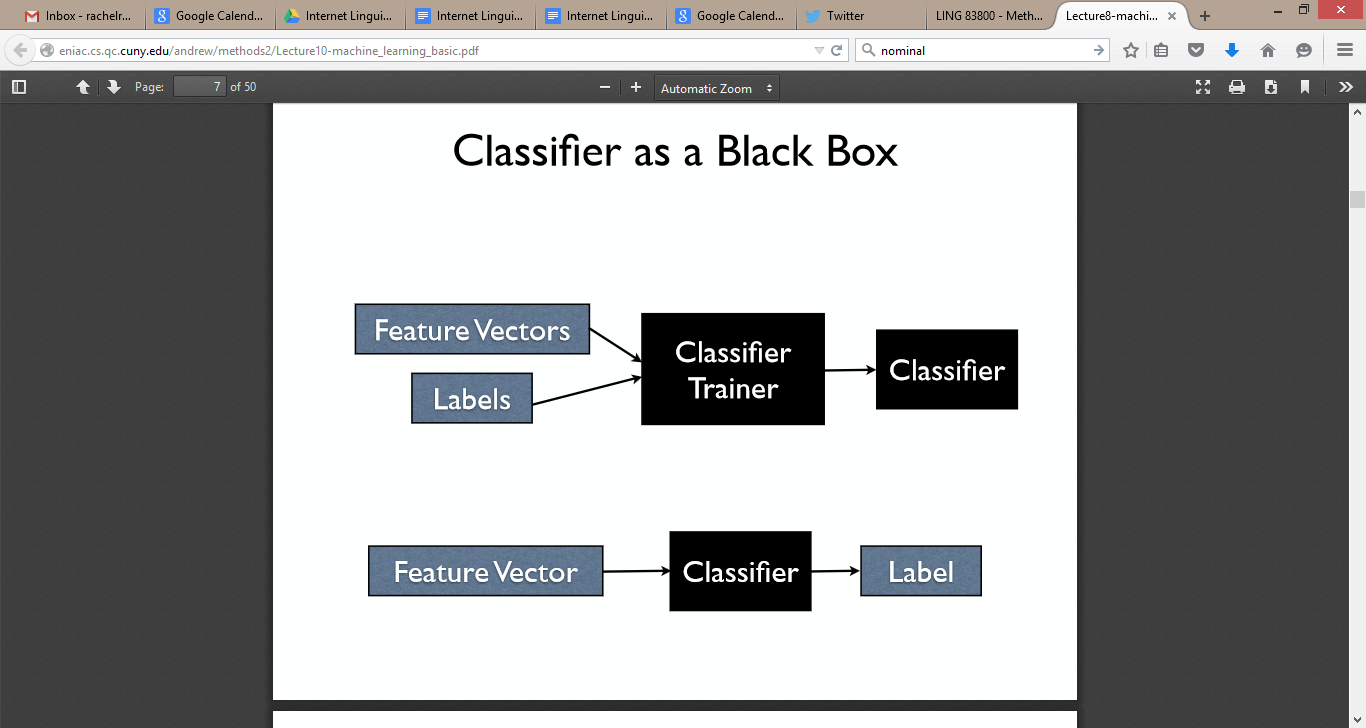 Inbox - rachelr...
Google Calend...
Internet Lingui...
Internet Lingui...
Internet Lingui...
Google Calend...
Twitter
LING 83800 - Meth...
Lecture8-machi...
eniac.cs.qc.cuny.edu/andrew/methods2/Lecture10-machine_learning_basic.pdf
nominal
Page: 7 of 50
Automatic Zoom
Classifier as a Black Box
Feature Vectors
Labels
Classifier
Trainer
Classifier
Feature Vector
Classifier
Label